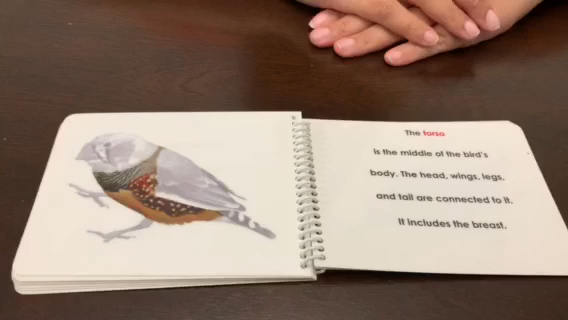 The torso
is the middle of the bird's
body. The head, wings, legs,
and tail are connected to it.
It includes the breast.